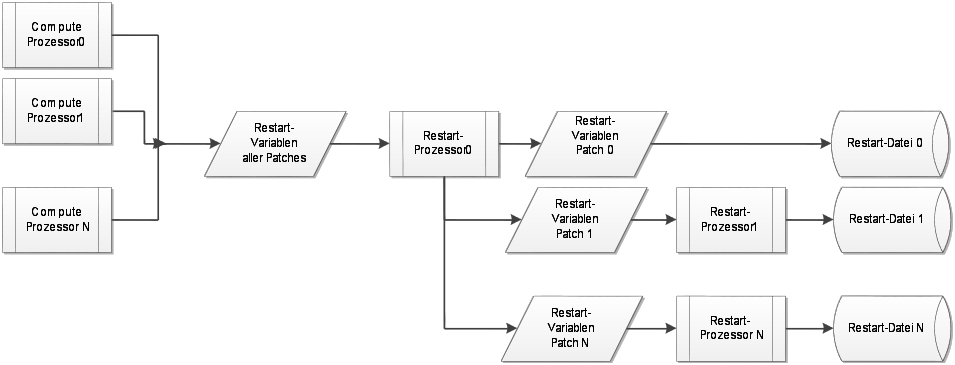 Compute
Prozessor0
Compute
Prozessor1
Compute
Prozessor N
Restart-
Variablen
aller Patches
Restart-
Prozessor0
Restart-
Variablen
Patch 0
Restart-Datei 0
Restart-
Variablen
Patch 1
Restart-
Prozessor1
Restart-Datei 1
Restart-
Variablen
Patch N
Restart-
Prozessor N
Restart-Datei N